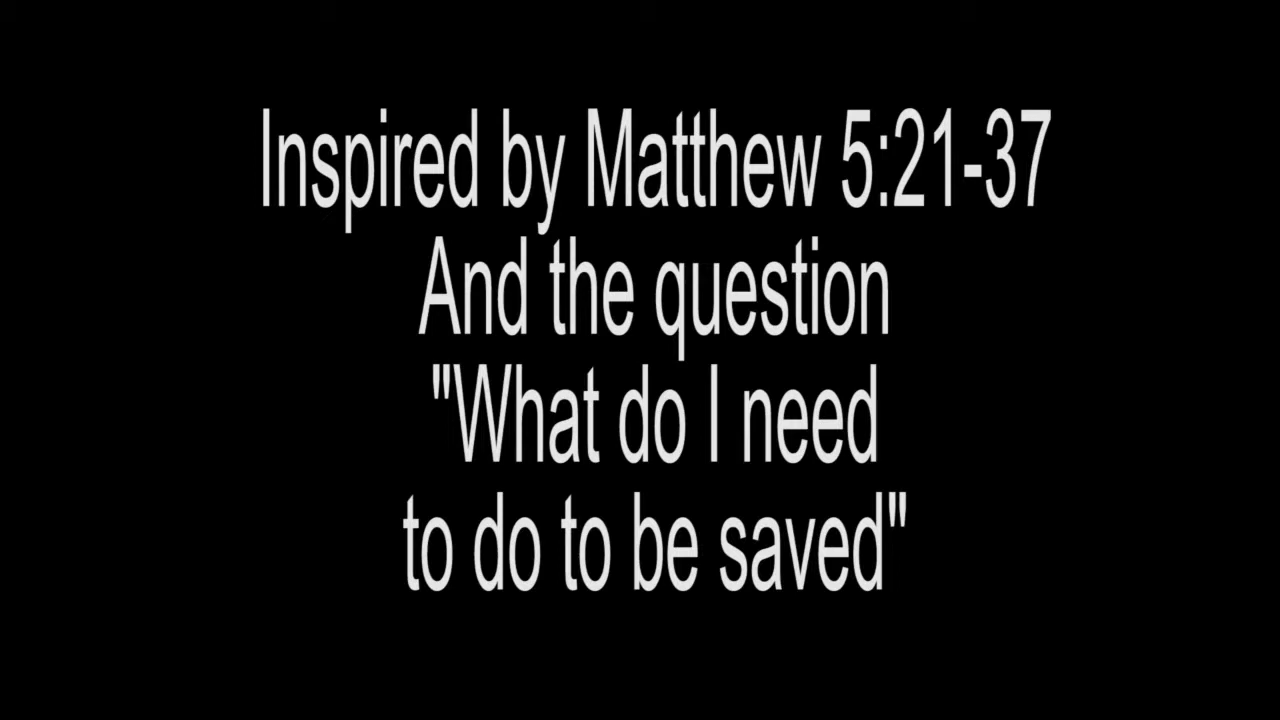 Inspired by Matthew 5:21-37
And the question
"What do I need
to do to be saved"